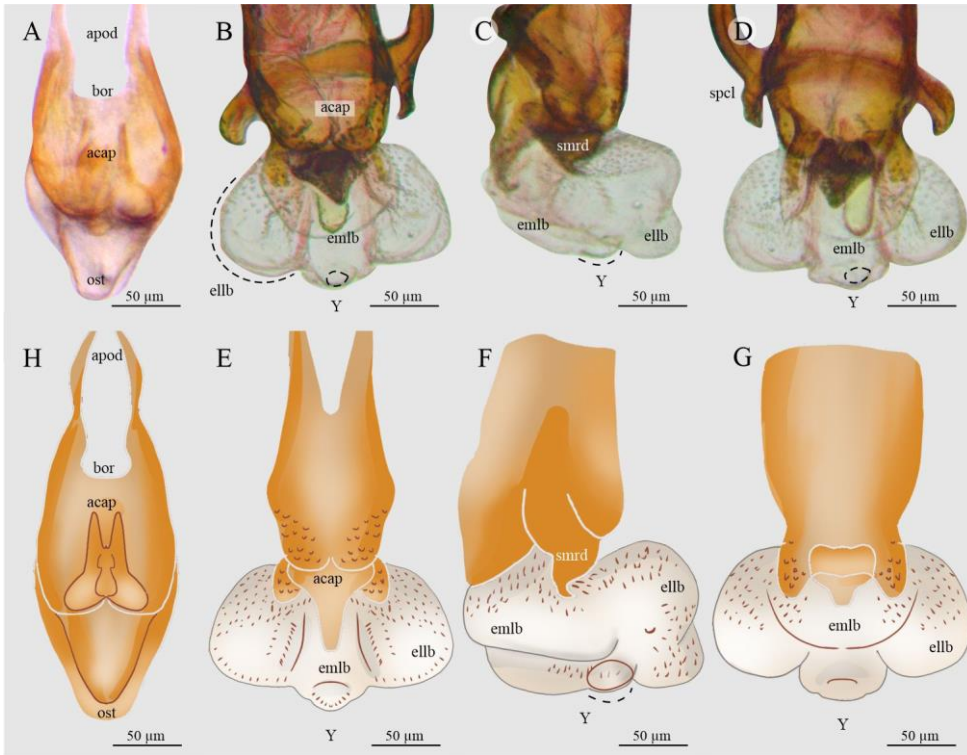 A
apod
bor
acap
ost
50 µm
B
acap
emlb
ellb
Y
50 µm
C
smrd
emlb
ellb
Y
50 µm
D
spcl
emlb
ellb
Y
50 µm
H
apod
bor
acap
ost
50 µm
E
acap
emlb
ellb
Y
50 µm
F
smrd
emlb
ellb
Y
50 µm
G
emlb
ellb
Y
50 µm